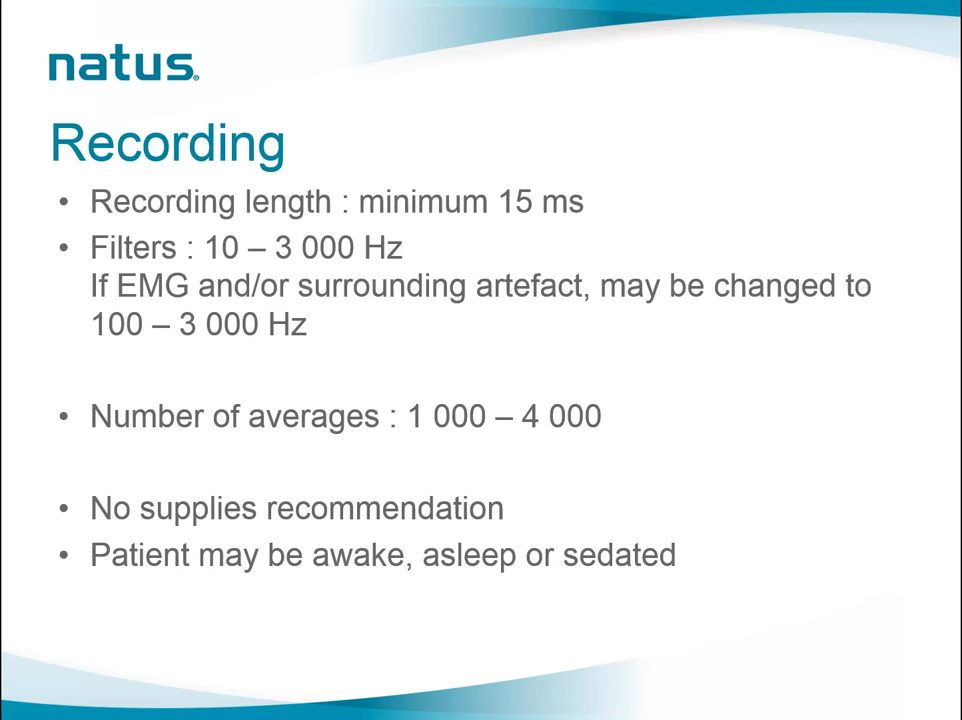 natus®
Recording
• Recording length : minimum 15 ms
• Filters : 10 – 3 000 Hz
If EMG and/or surrounding artefact, may be changed to
100 – 3 000 Hz
• Number of averages : 1 000 – 4 000
• No supplies recommendation
• Patient may be awake, asleep or sedated